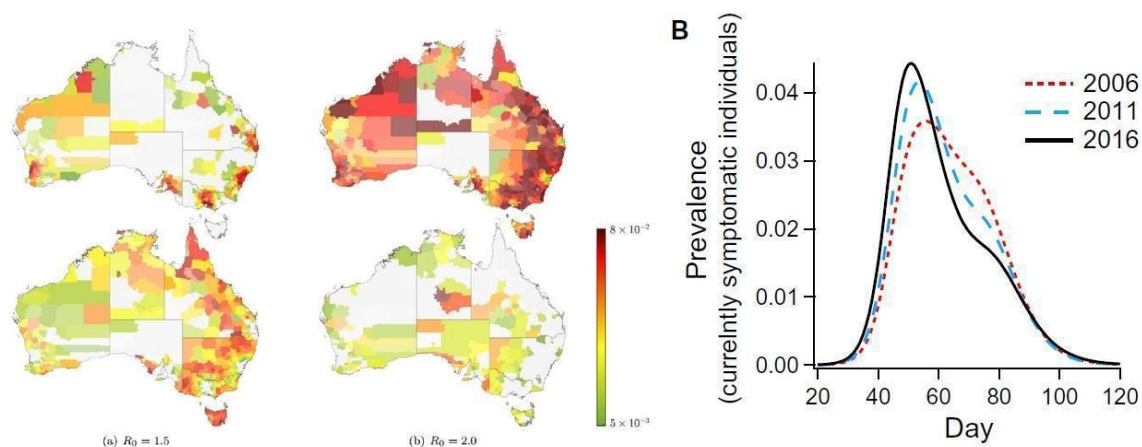 8 × 10⁻²
5 × 10⁻³
(a) R₀ = 1.5
(b) R₀ = 2.0
B
Prevalence
(currelntly symptomatic individuals)
0.04
0.03
0.02
0.01
0.00
20 40 60 80 100 120
Day
2006
2011
2016